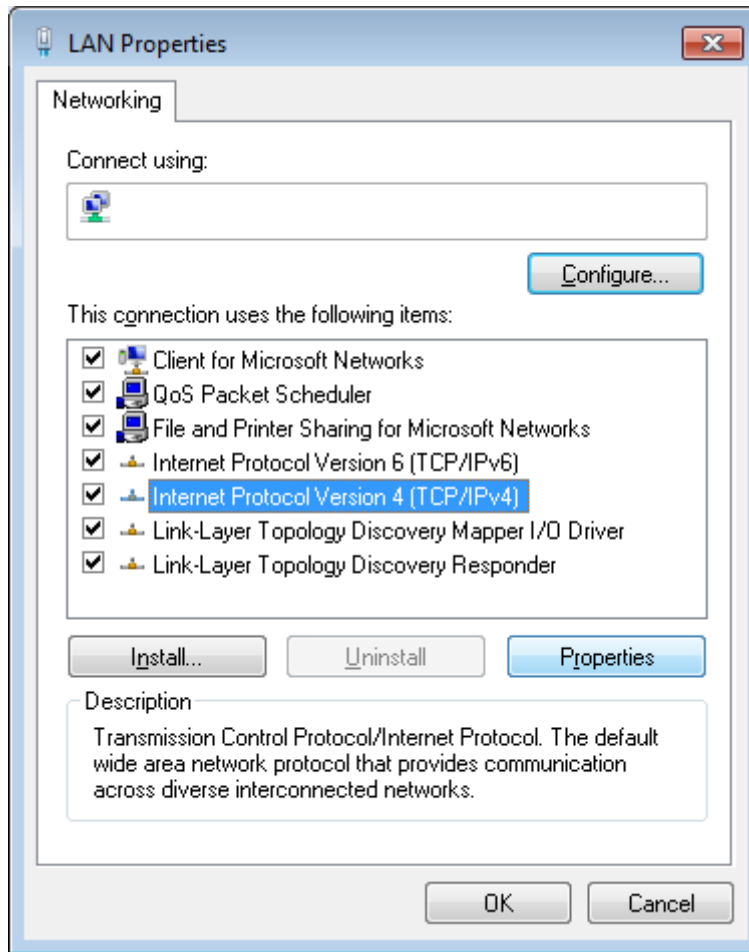 LAN Properties
Networking
Connect using:
Configure...
This connection uses the following items:
Client for Microsoft Networks
QoS Packet Scheduler
File and Printer Sharing for Microsoft Networks
Internet Protocol Version 6 (TCP/IPv6)
Internet Protocol Version 4 (TCP/IPv4)
Link-Layer Topology Discovery Mapper I/O Driver
Link-Layer Topology Discovery Responder
Install...
Uninstall
Properties
Description
Transmission Control Protocol/Internet Protocol. The default
wide area network protocol that provides communication
across diverse interconnected networks.
OK
Cancel